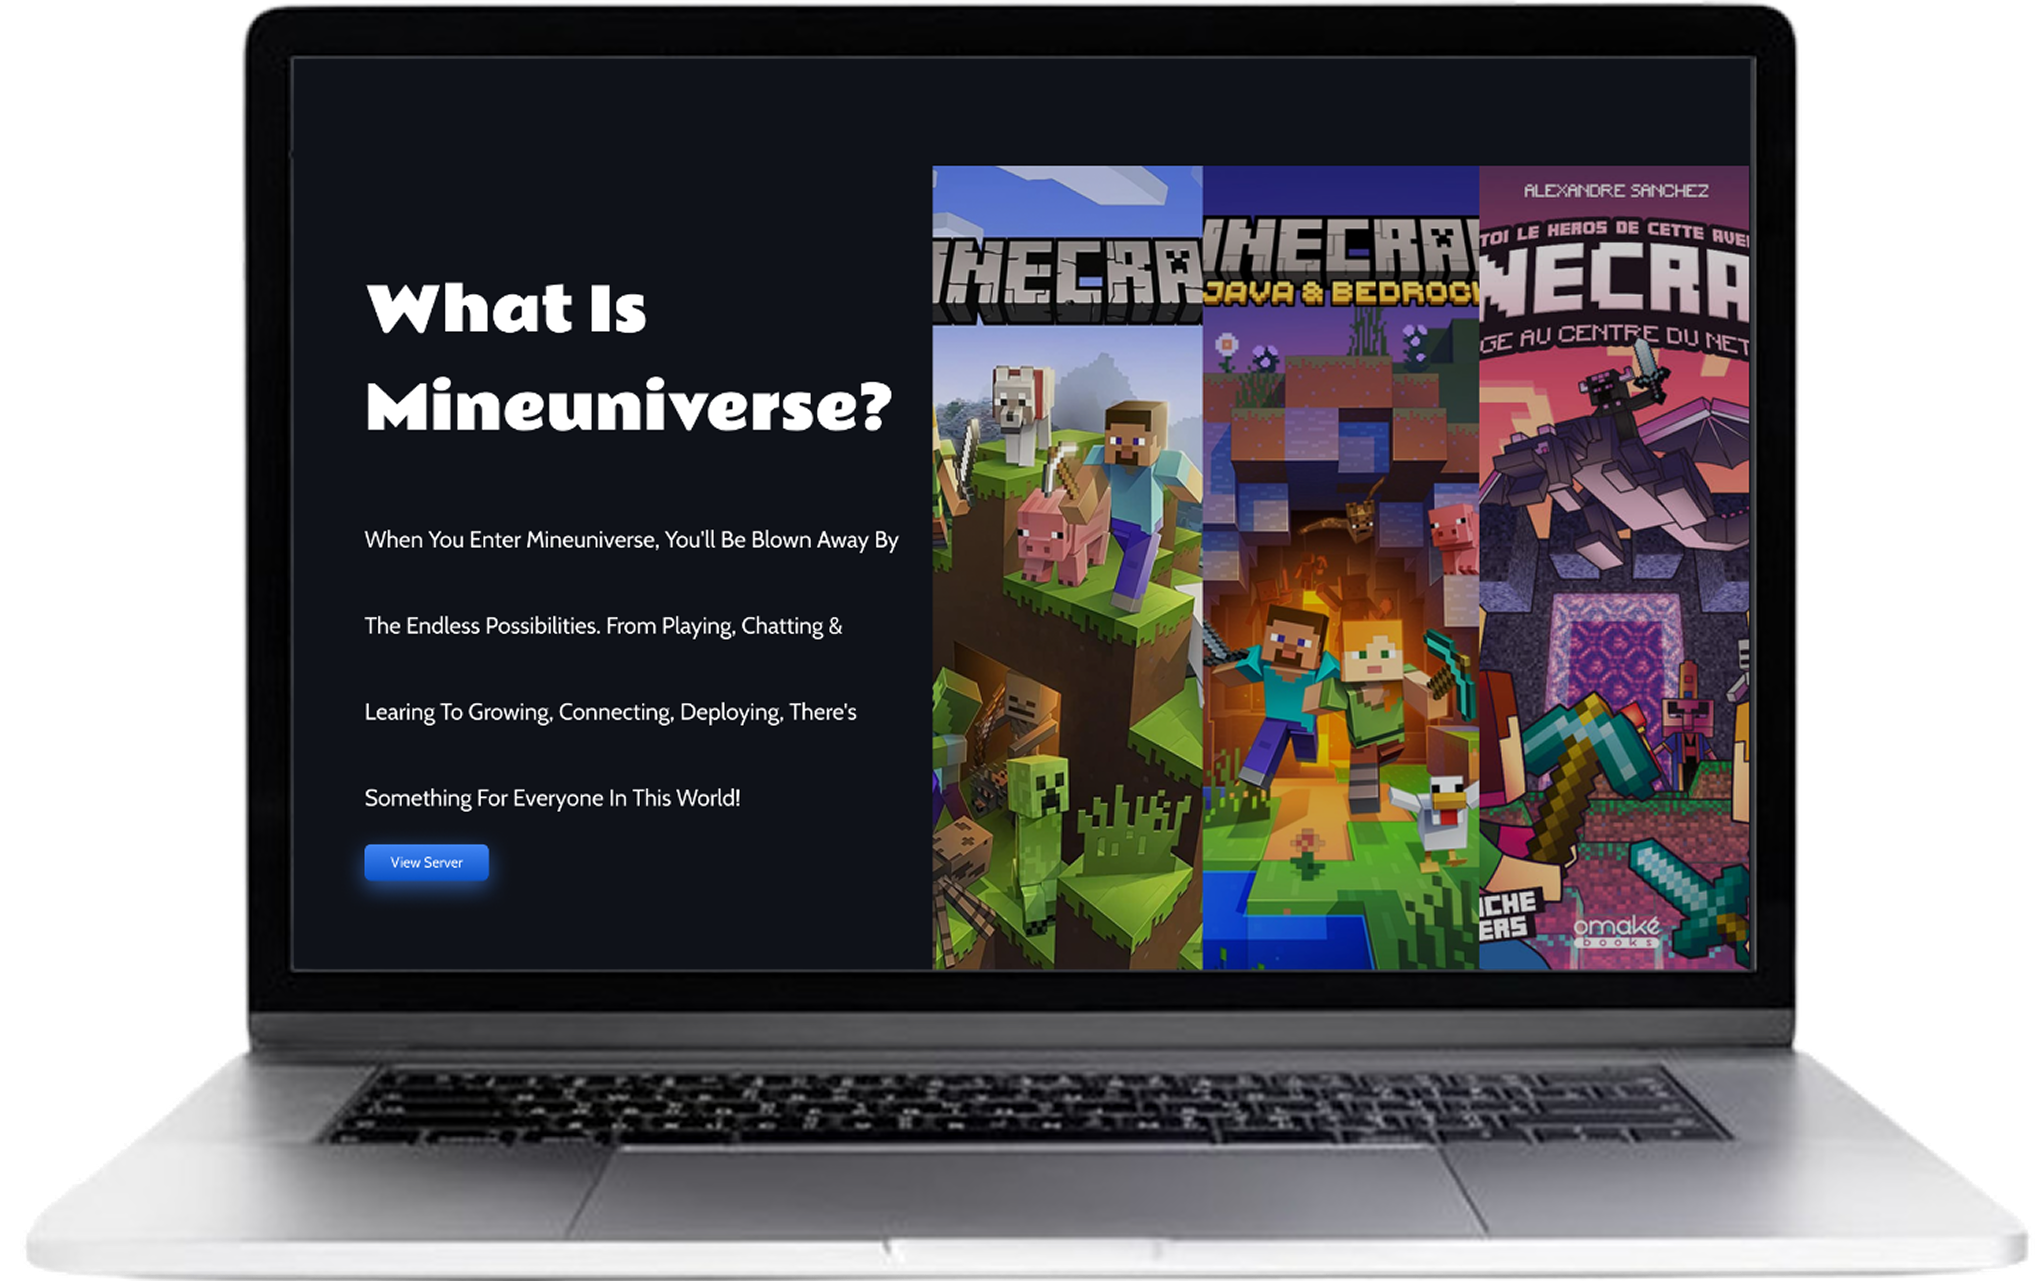 What Is
Mineuniverse?
When You Enter Mineuniverse, You'll Be Blown Away By
The Endless Possibilities. From Playing, Chatting &
Learing To Growing, Connecting, Deploying, There's
Something For Everyone In This World!
View Server
INECRA
INECRA
JAVA & BEDROCK
ALEXANDRE SANCHEZ
TOI LE HEROS DE CETTE AVE
NECRA
GE AU CENTRE DU NET
CHE
ERS
omaké
books